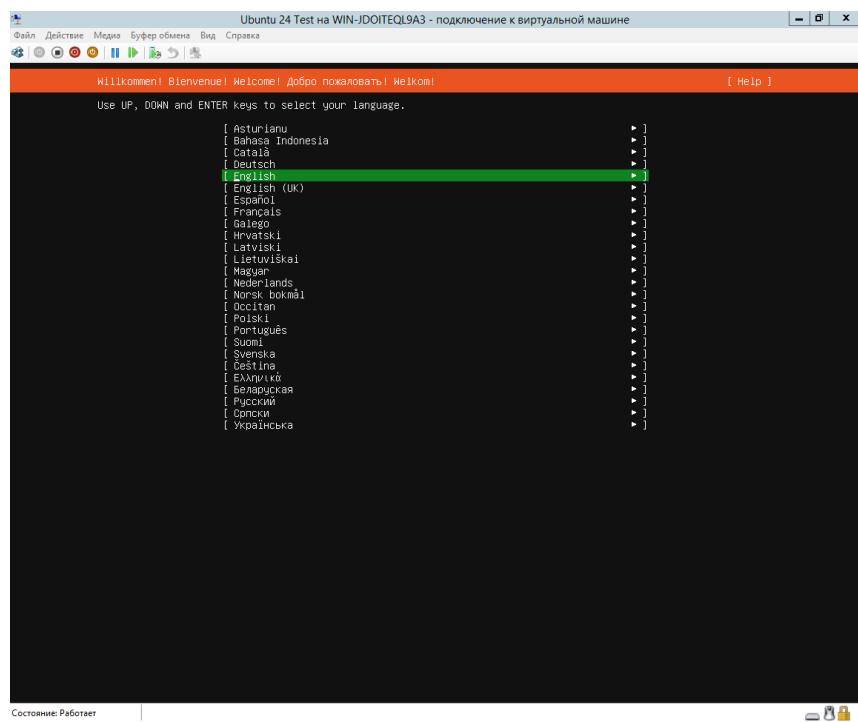 Ubuntu 24 Test на WIN-JDOITEQL9A3 - подключение к виртуальной машине
Файл Действие Медиа Буфер обмена Вид Справка
Willkommen! Bienvenue! Welcome! Добро пожаловать! Welkom! [ Help ]
Use UP, DOWN and ENTER keys to select your language.
[ Asturianu ► ]
[ Bahasa Indonesia ► ]
[ Català ► ]
[ Deutsch ► ]
[ English ► ]
[ English (UK) ► ]
[ Español ► ]
[ Français ► ]
[ Galego ► ]
[ Hrvatski ► ]
[ Latviski ► ]
[ Lietuviškai ► ]
[ Magyar ► ]
[ Nederlands ► ]
[ Norsk bokmål ► ]
[ Occitan ► ]
[ Polski ► ]
[ Português ► ]
[ Suomi ► ]
[ Svenska ► ]
[ Čeština ► ]
[ Ελληνικά ► ]
[ Беларуская ► ]
[ Русский ► ]
[ Српски ► ]
[ Українська ► ]
Состояние: Работает